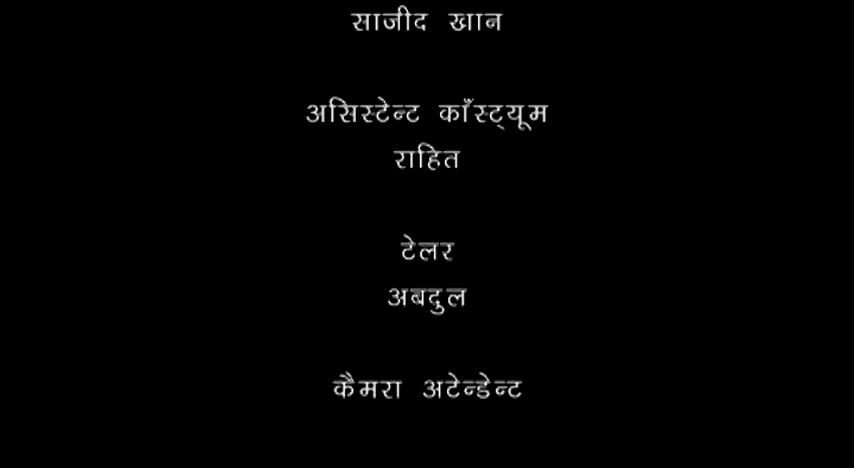 साजीद खान
असिस्टेन्ट कॉंस्ट्यूम
राहित
टेलर
अबदुल
कैमरा अटेन्डेन्ट